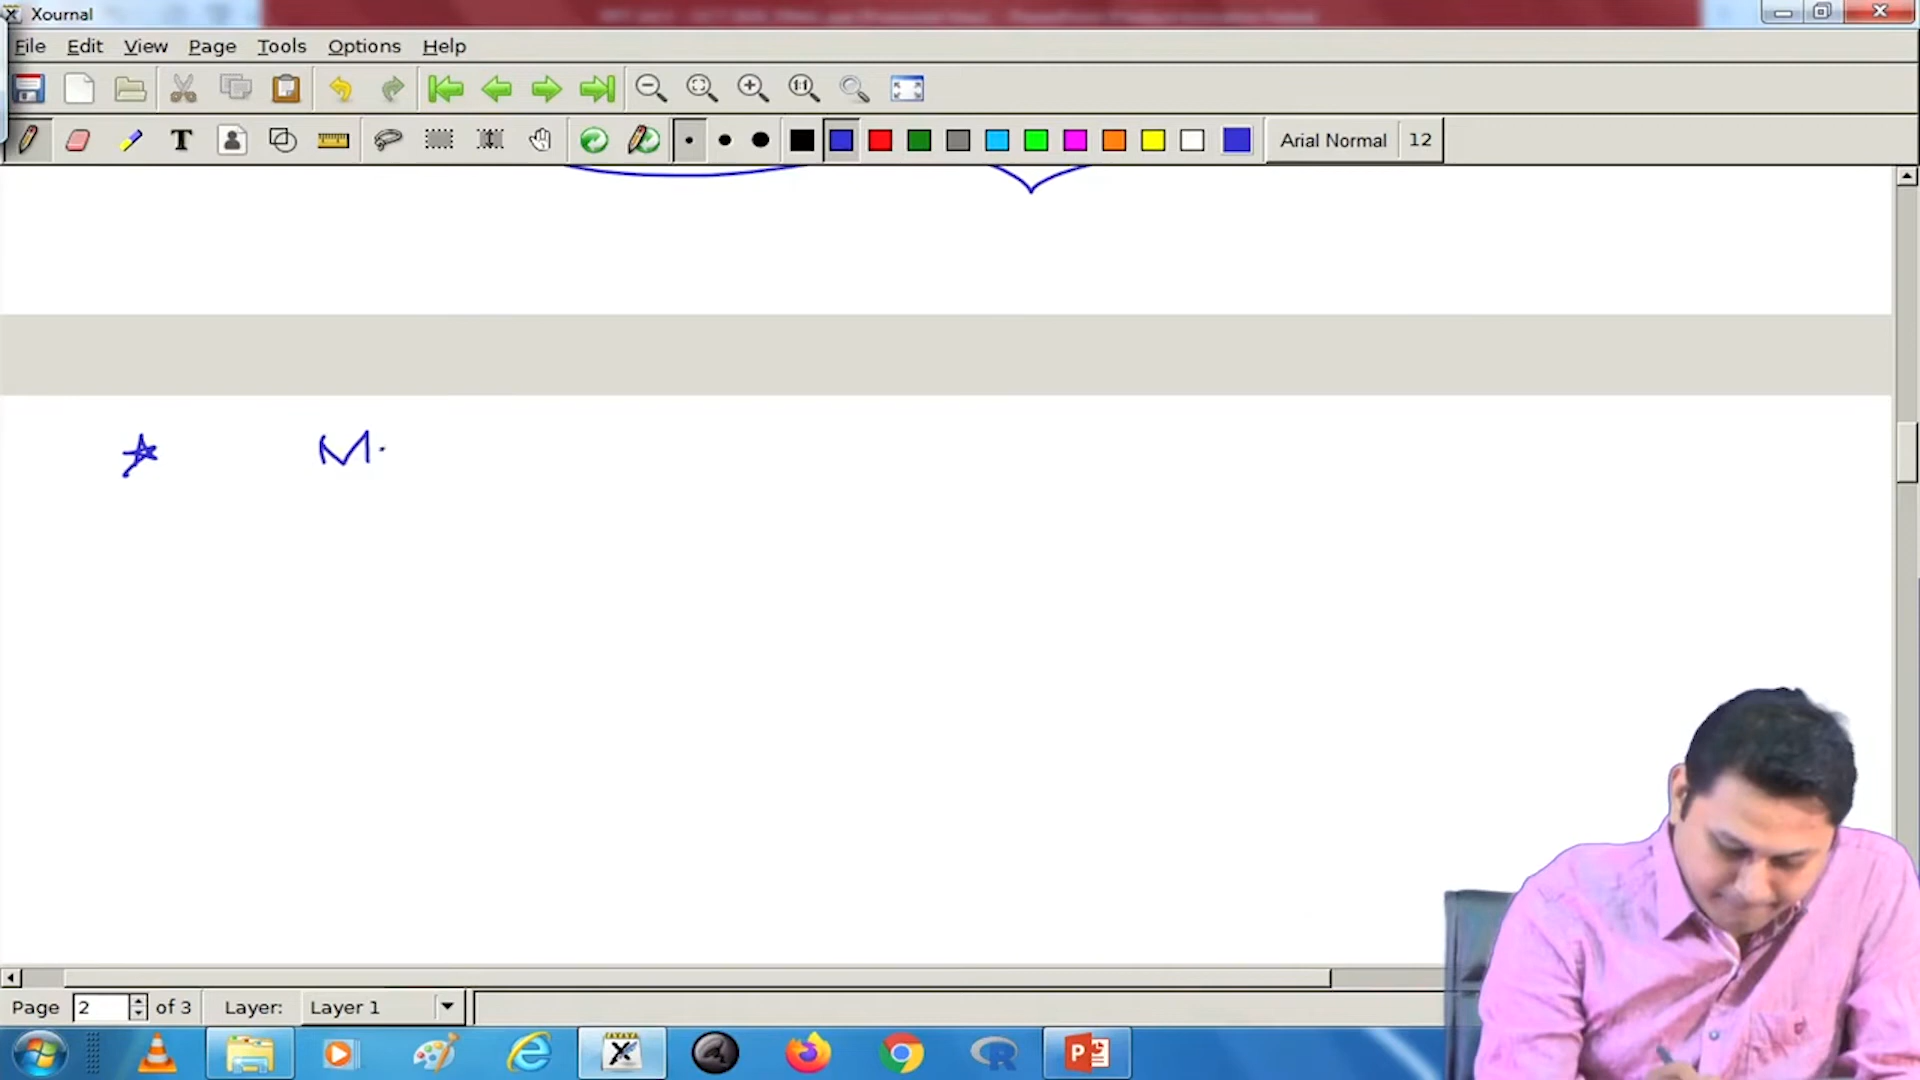 Xournal
File Edit View Page Tools Options Help
T Arial Normal 12
☆ M.
Page 2 of 3 Layer: Layer 1